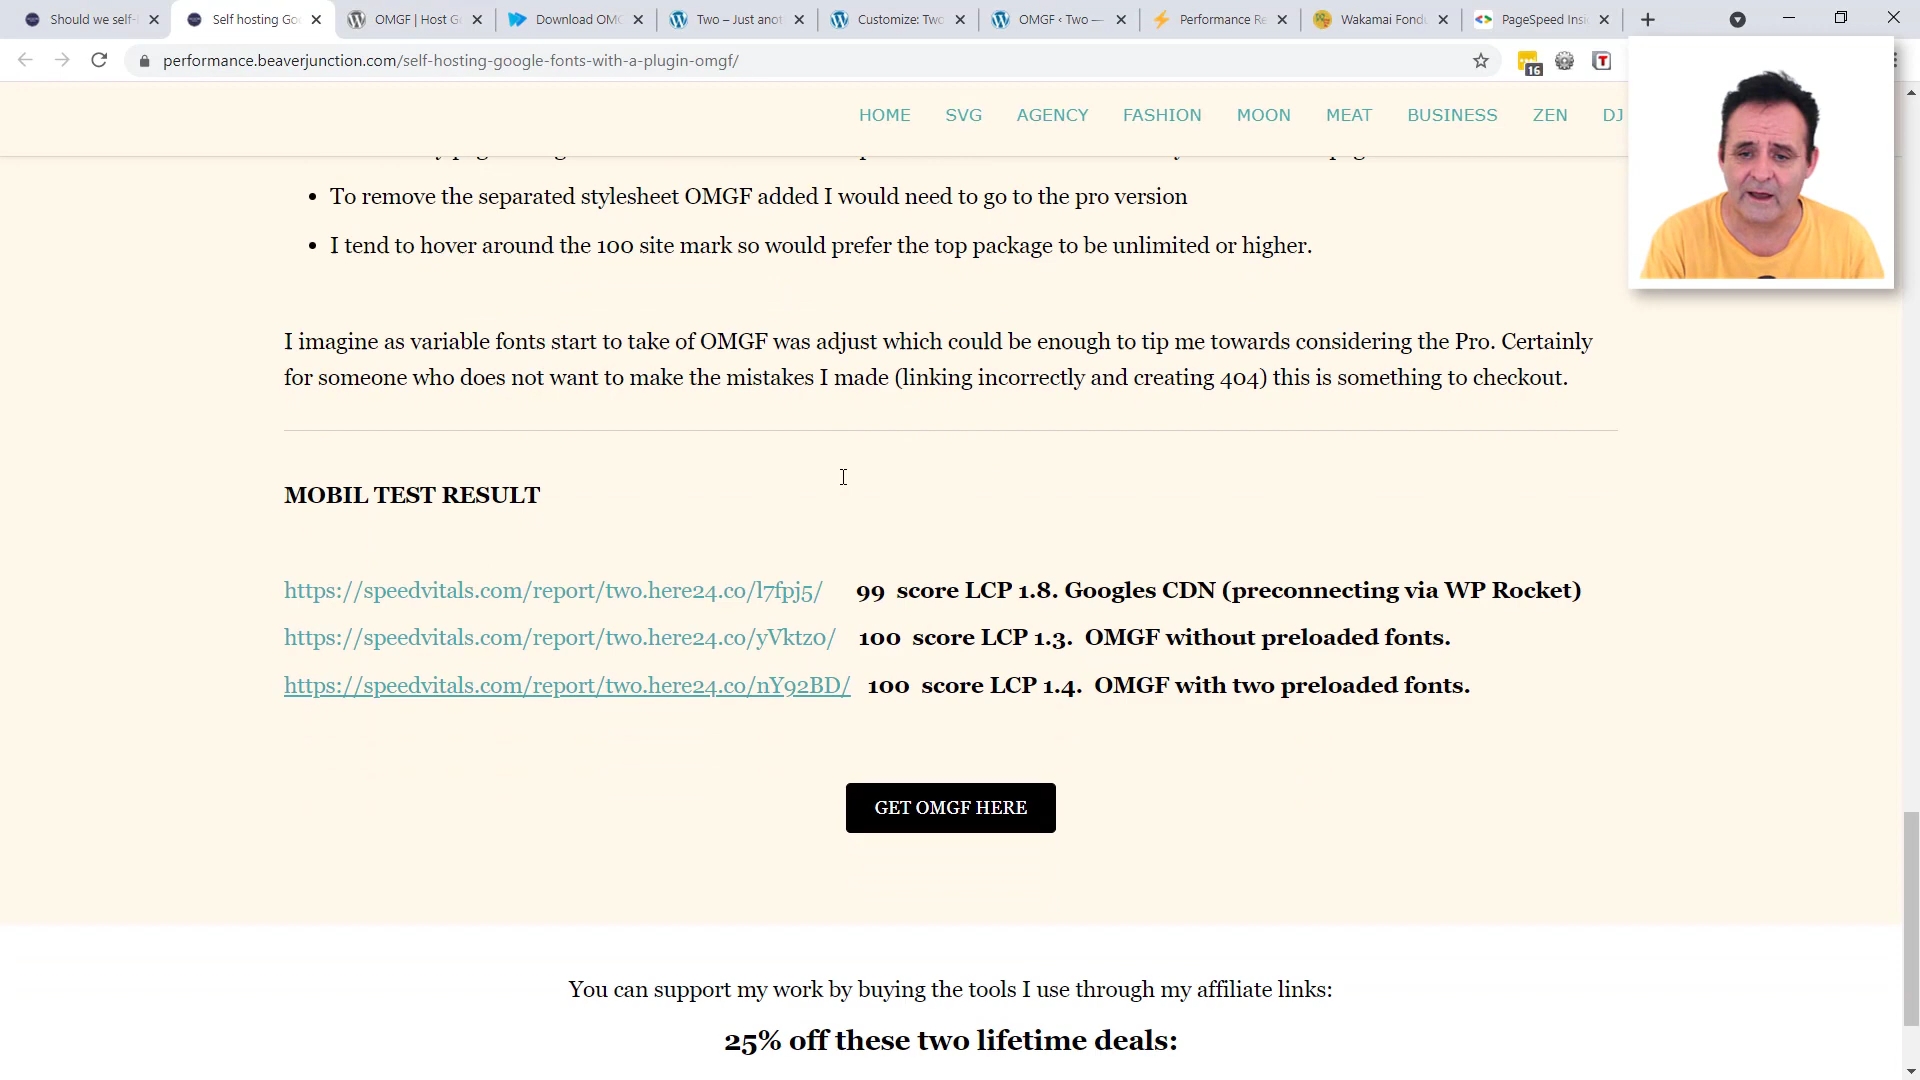 Should we self-
Self hosting Go
OMGF | Host G
Download OMG
Two – Just anot
Customize: Two
OMGF ‹ Two —
Performance Re
Wakamai Fondu
PageSpeed Insi
performance.beaverjunction.com/self-hosting-google-fonts-with-a-plugin-omgf/
16
T
HOME SVG AGENCY FASHION MOON MEAT BUSINESS ZEN DJ
• To remove the separated stylesheet OMGF added I would need to go to the pro version
• I tend to hover around the 100 site mark so would prefer the top package to be unlimited or higher.
I imagine as variable fonts start to take of OMGF was adjust which could be enough to tip me towards considering the Pro. Certainly
for someone who does not want to make the mistakes I made (linking incorrectly and creating 404) this is something to checkout.
MOBIL TEST RESULT
https://speedvitals.com/report/two.here24.co/l7fpj5/ 99 score LCP 1.8. Googles CDN (preconnecting via WP Rocket)
https://speedvitals.com/report/two.here24.co/yVktz0/ 100 score LCP 1.3. OMGF without preloaded fonts.
https://speedvitals.com/report/two.here24.co/nY92BD/ 100 score LCP 1.4. OMGF with two preloaded fonts.
GET OMGF HERE
You can support my work by buying the tools I use through my affiliate links:
25% off these two lifetime deals: